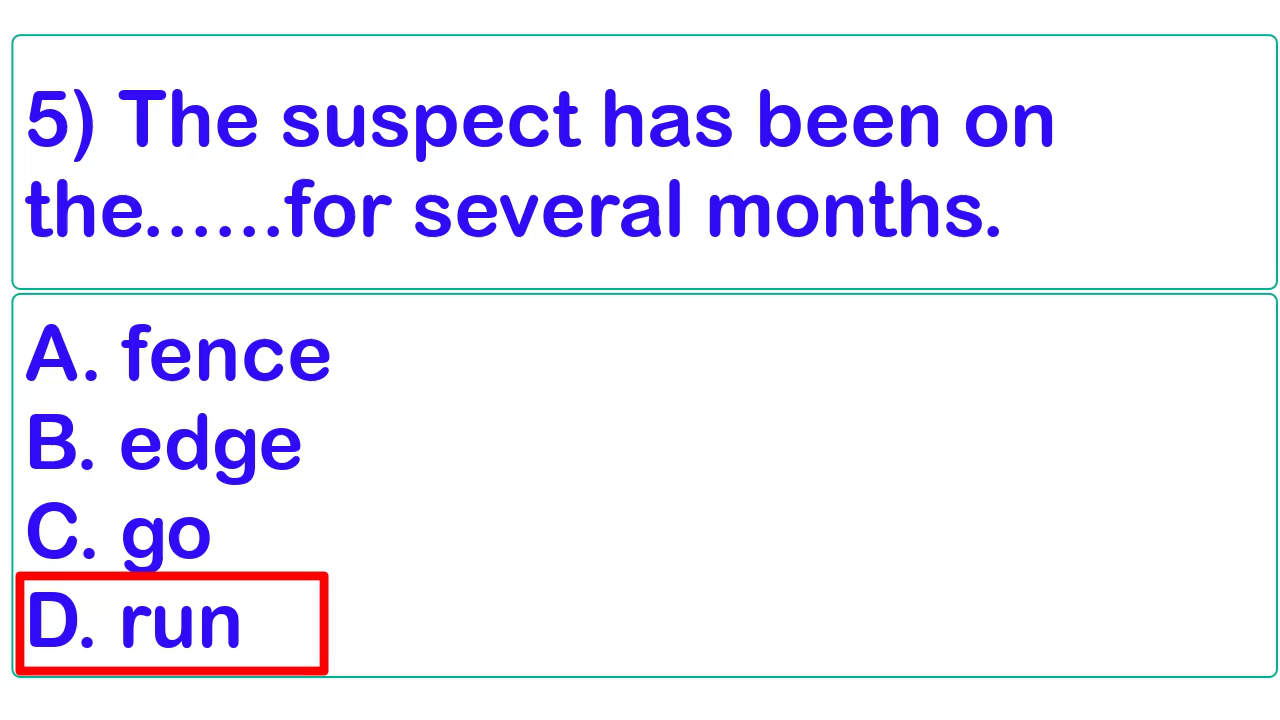 5) The suspect has been on
the......for several months.
A. fence
B. edge
C. go
D. run